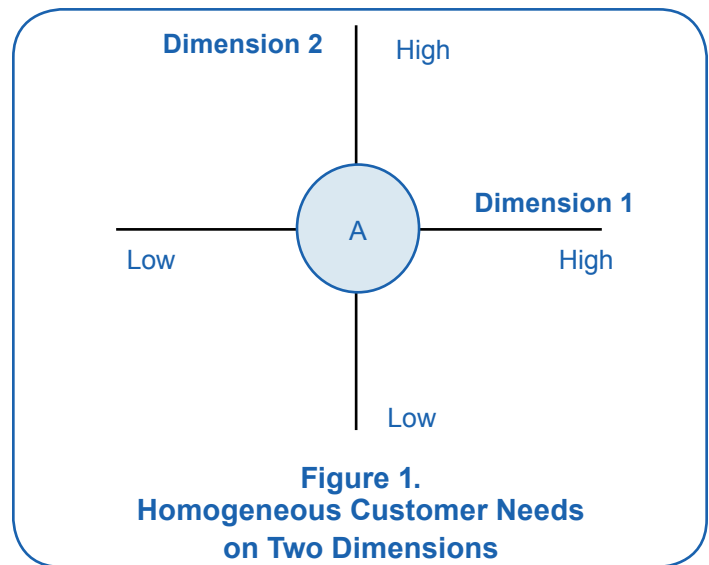 Dimension 2
High
Dimension 1
A
Low
High
Low
Figure 1.
Homogeneous Customer Needs
on Two Dimensions